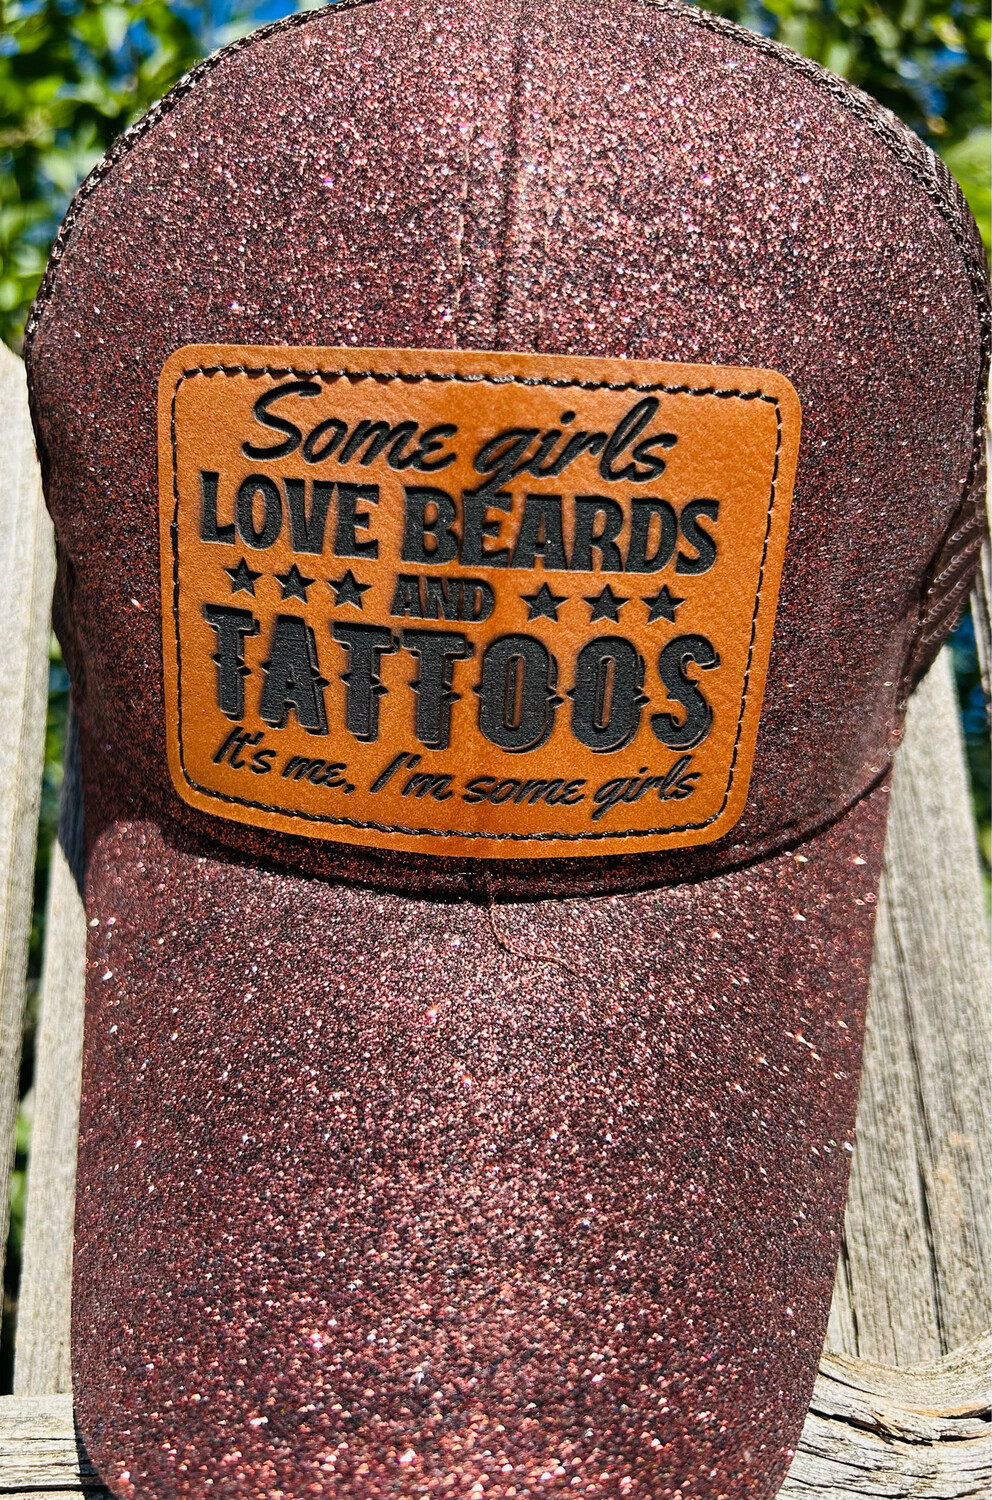 Some girls
LOVE BEARDS
★★★ AND ★★★
TATTOOS
It's me, I'm some girls